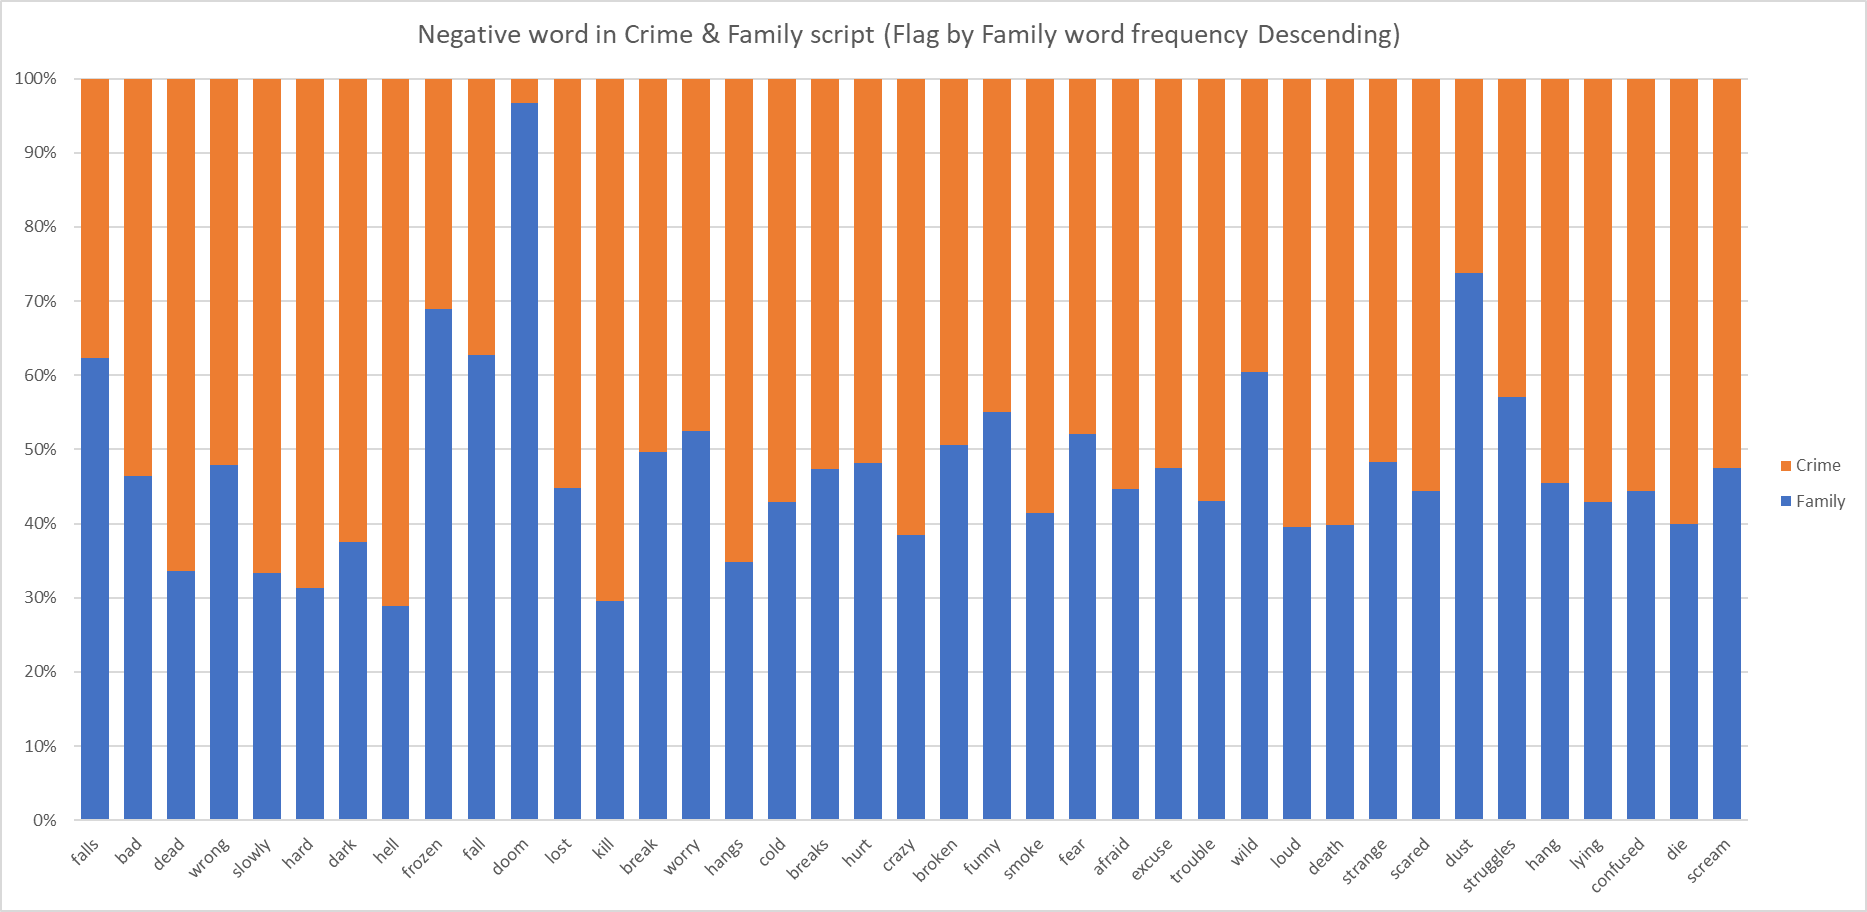 Negative word in Crime & Family script (Flag by Family word frequency Descending)
100%
90%
80%
70%
60%
50%
40%
30%
20%
10%
0%
falls
bad
dead
wrong
slowly
hard
dark
hell
frozen
fall
doom
lost
kill
break
worry
hangs
cold
breaks
hurt
crazy
broken
funny
smoke
fear
afraid
excuse
trouble
wild
loud
death
strange
scared
dust
struggles
hang
lying
confused
die
scream
Crime
Family